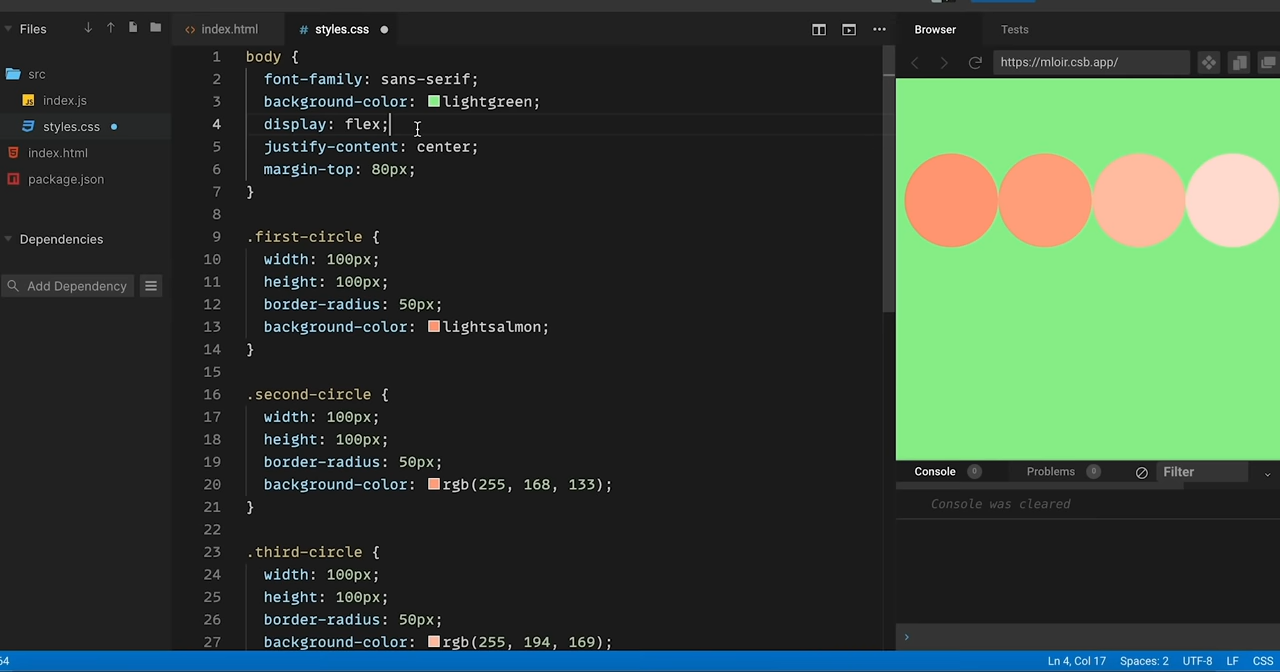 Files
index.html
# styles.css
Browser
Tests
https://mloir.csb.app/
src
JS index.js
styles.css
index.html
package.json
Dependencies
Add Dependency
1 body {
2 font-family: sans-serif;
3 background-color: lightgreen;
4 display: flex;
5 justify-content: center;
6 margin-top: 80px;
7 }
8
9 .first-circle {
10 width: 100px;
11 height: 100px;
12 border-radius: 50px;
13 background-color: lightsalmon;
14 }
15
16 .second-circle {
17 width: 100px;
18 height: 100px;
19 border-radius: 50px;
20 background-color: rgb(255, 168, 133);
21 }
22
23 .third-circle {
24 width: 100px;
25 height: 100px;
26 border-radius: 50px;
27 background-color: rgb(255, 194, 169);
Console 0
Problems 0
Filter
Console was cleared
64
Ln 4, Col 17
Spaces: 2
UTF-8
LF
CSS